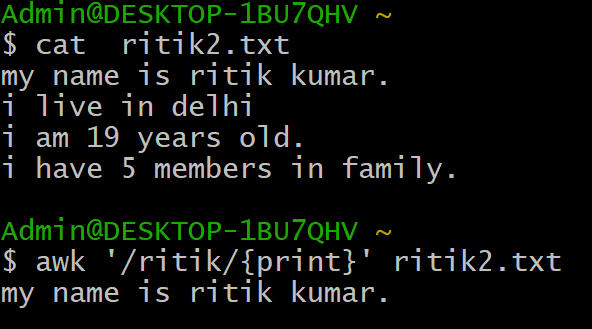 Admin@DESKTOP-1BU7QHV ~
$ cat  ritik2.txt
my name is ritik kumar.
i live in delhi
i am 19 years old.
i have 5 members in family.
Admin@DESKTOP-1BU7QHV ~
$ awk '/ritik/{print}' ritik2.txt
my name is ritik kumar.